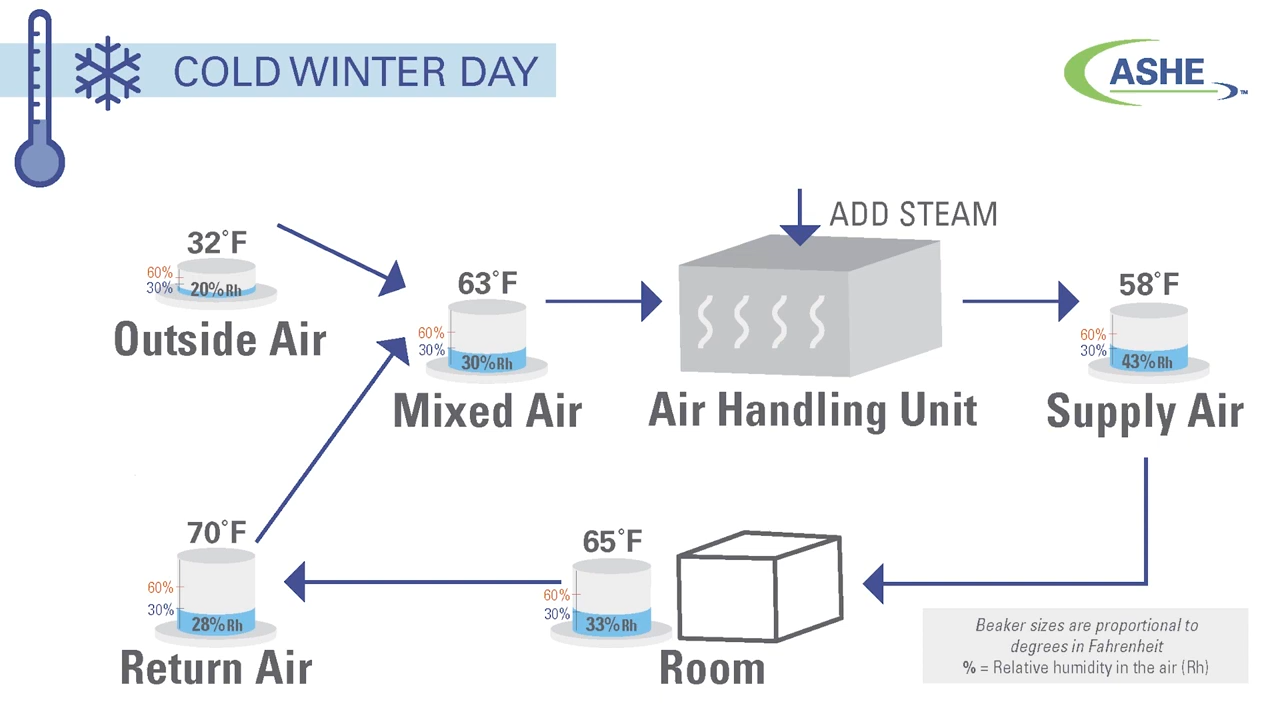 COLD WINTER DAY
ASHE™
ADD STEAM
32°F
60%
30%
20% Rh
Outside Air
63°F
60%
30%
30% Rh
Mixed Air
Air Handling Unit
58°F
60%
30%
43% Rh
Supply Air
70°F
60%
30%
28% Rh
Return Air
65°F
60%
30%
33% Rh
Room
Beaker sizes are proportional to
degrees in Fahrenheit
% = Relative humidity in the air (Rh)